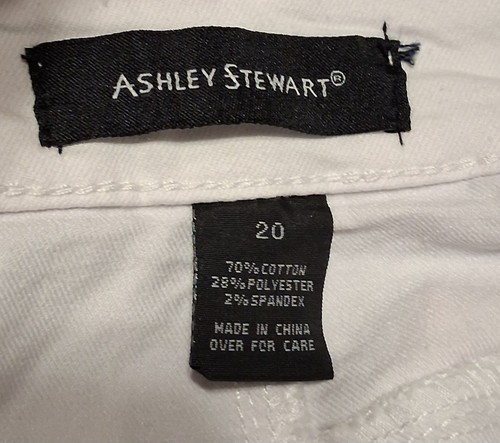 ASHLEY STEWART®
20
70% COTTON
28% POLYESTER
2% SPANDEX
MADE IN CHINA
OVER FOR CARE